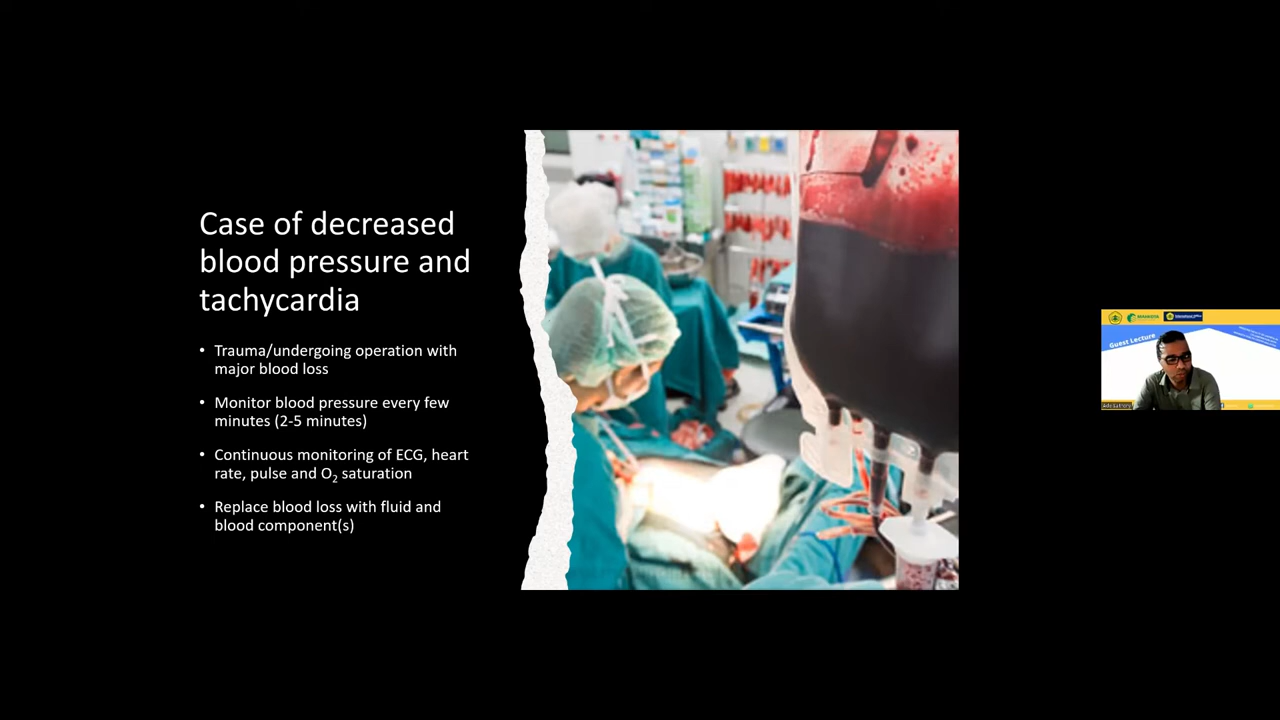 Case of decreased
blood pressure and
tachycardia
• Trauma/undergoing operation with
major blood loss
• Monitor blood pressure every few
minutes (2-5 minutes)
• Continuous monitoring of ECG, heart
rate, pulse and O₂ saturation
• Replace blood loss with fluid and
blood component(s)
Guest Lecture